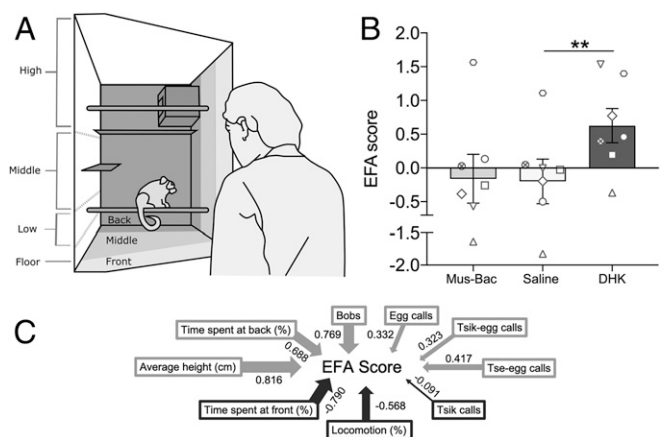 A
High
Middle
Low
Floor
Back
Middle
Front
B
EFA score
2.0
1.5
1.0
0.5
0.0
-0.5
-1.0
-1.5
-2.0
**
Mus-Bac
Saline
DHK
C
Time spent at back (%)
0.688
Bobs
0.769
Egg calls
0.332
Tsik-egg calls
0.323
Average height (cm)
0.816
EFA Score
0.417
Tse-egg calls
Time spent at front (%)
-0.790
-0.568
Locomotion (%)
-0.091
Tsik calls